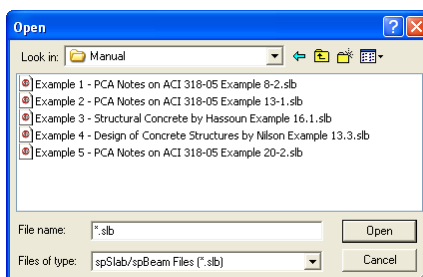 Open
Look in: Manual
Example 1 - PCA Notes on ACI 318-05 Example 8-2.slb
Example 2 - PCA Notes on ACI 318-05 Example 13-1.slb
Example 3 - Structural Concrete by Hassoun Example 16.1.slb
Example 4 - Design of Concrete Structures by Nilson Example 13.3.slb
Example 5 - PCA Notes on ACI 318-05 Example 20-2.slb
File name: *.slb Open
Files of type: spSlab/spBeam Files (*.slb) Cancel